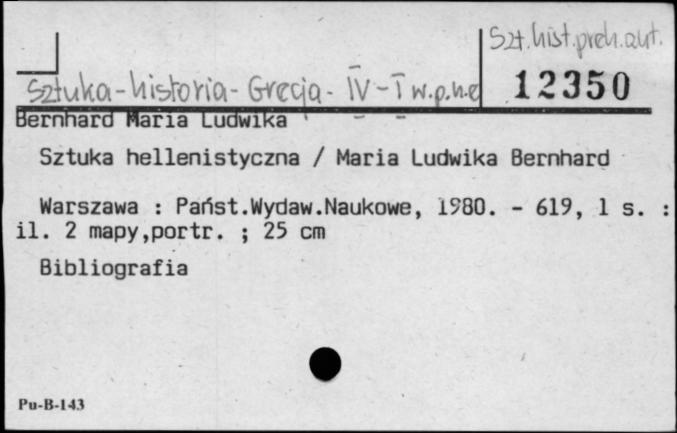 Szt.hist.preh.ant.
Sztuka-historia-Grecja-IV-I w.p.n.e
12350
Bernhard Maria Ludwika
Sztuka hellenistyczna / Maria Ludwika Bernhard
Warszawa : Państ.Wydaw.Naukowe, 1980. - 619, 1 s. :
il. 2 mapy,portr. ; 25 cm
Bibliografia
Pu-B-143